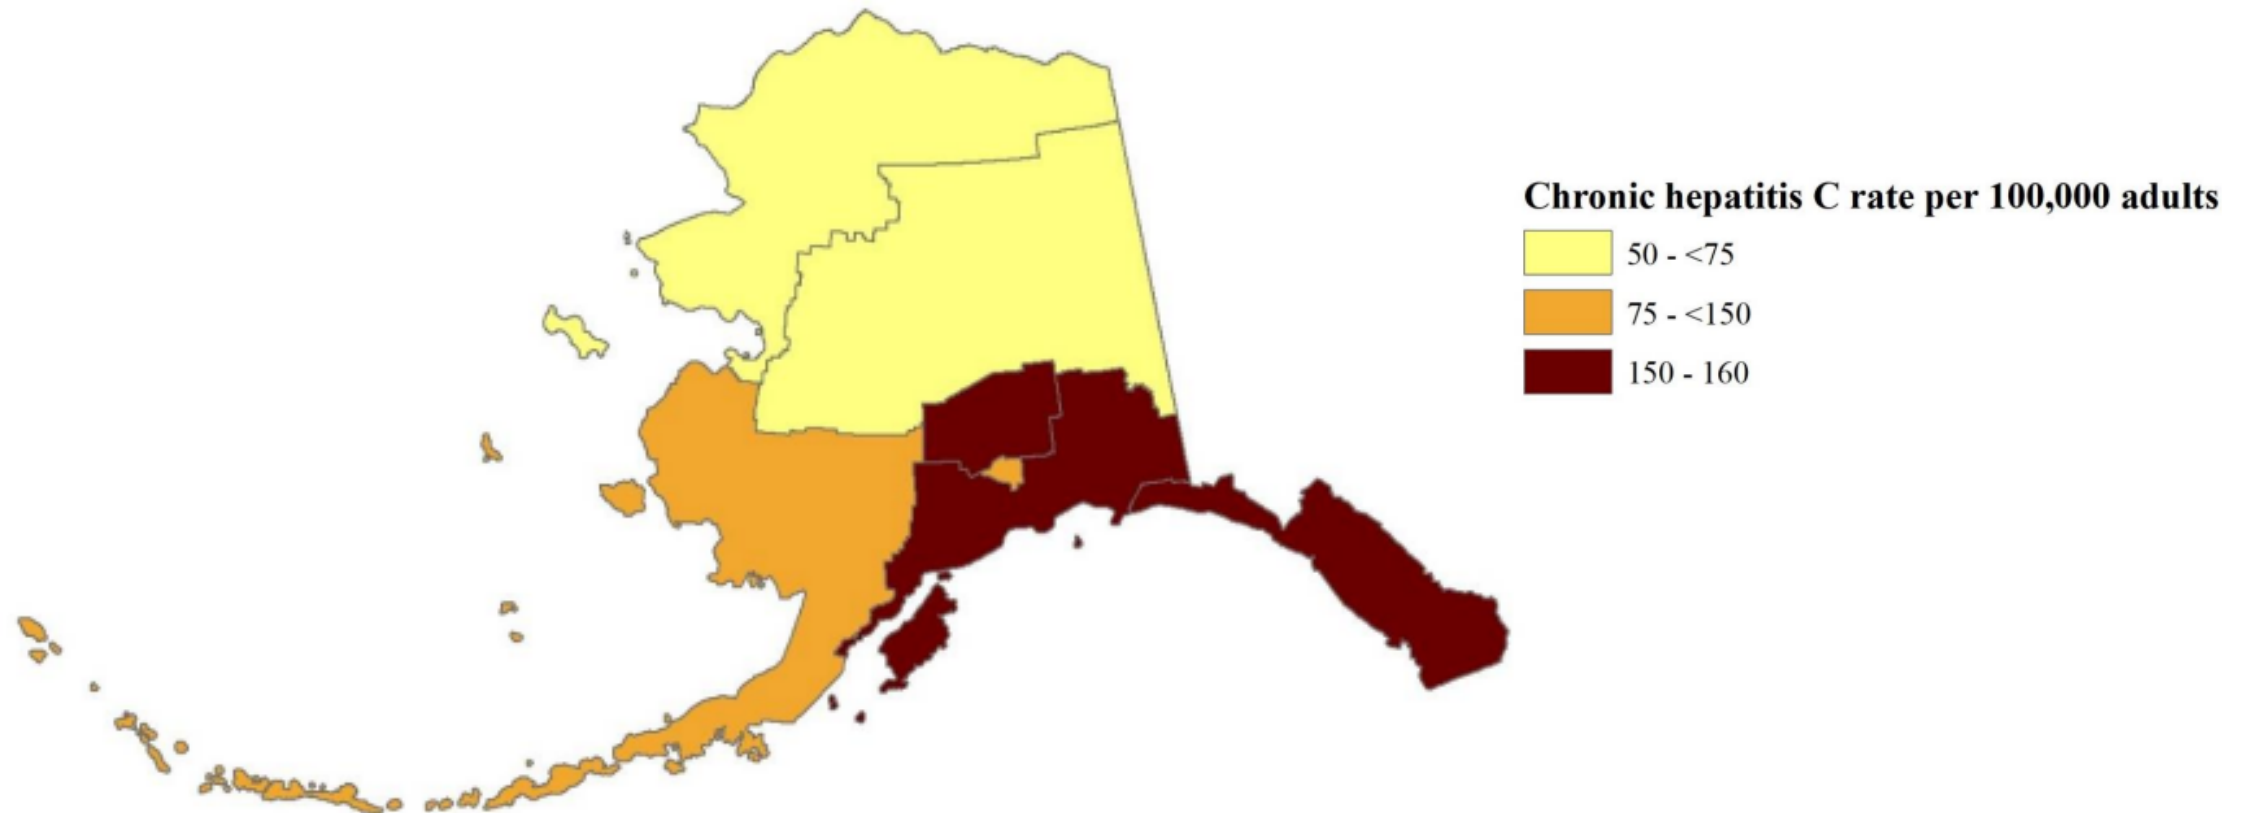 Chronic hepatitis C rate per 100,000 adults
50 - <75
75 - <150
150 - 160